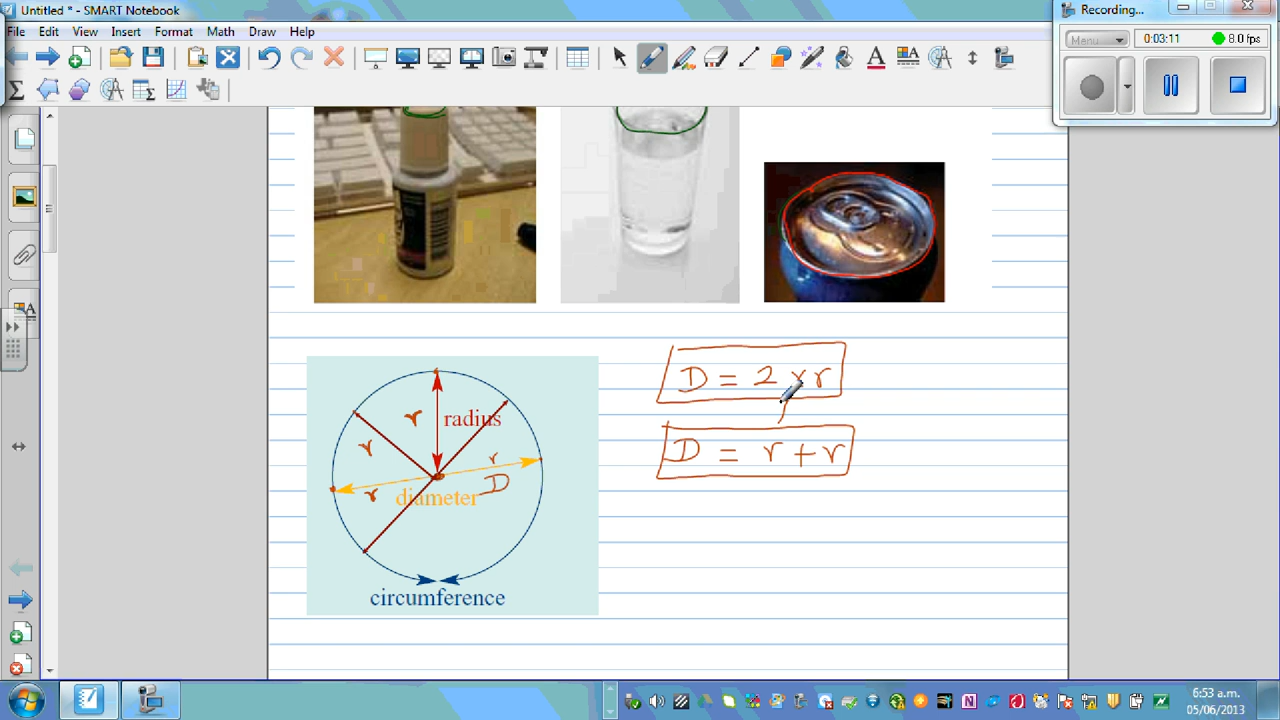 Untitled * - SMART Notebook
File Edit View Insert Format Math Draw Help
Recording...
Menu 0:03:11 8.0 fps
D = 2 x r
D = r + r
r radius
r
r
D
r
diameter
circumference
6:53 a.m.
05/06/2013